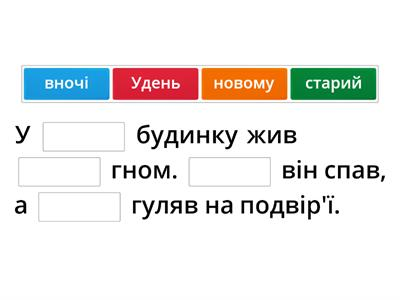 вночі Удень новому старий
У будинку жив
гном. він спав,
а гуляв на подвір'ї.